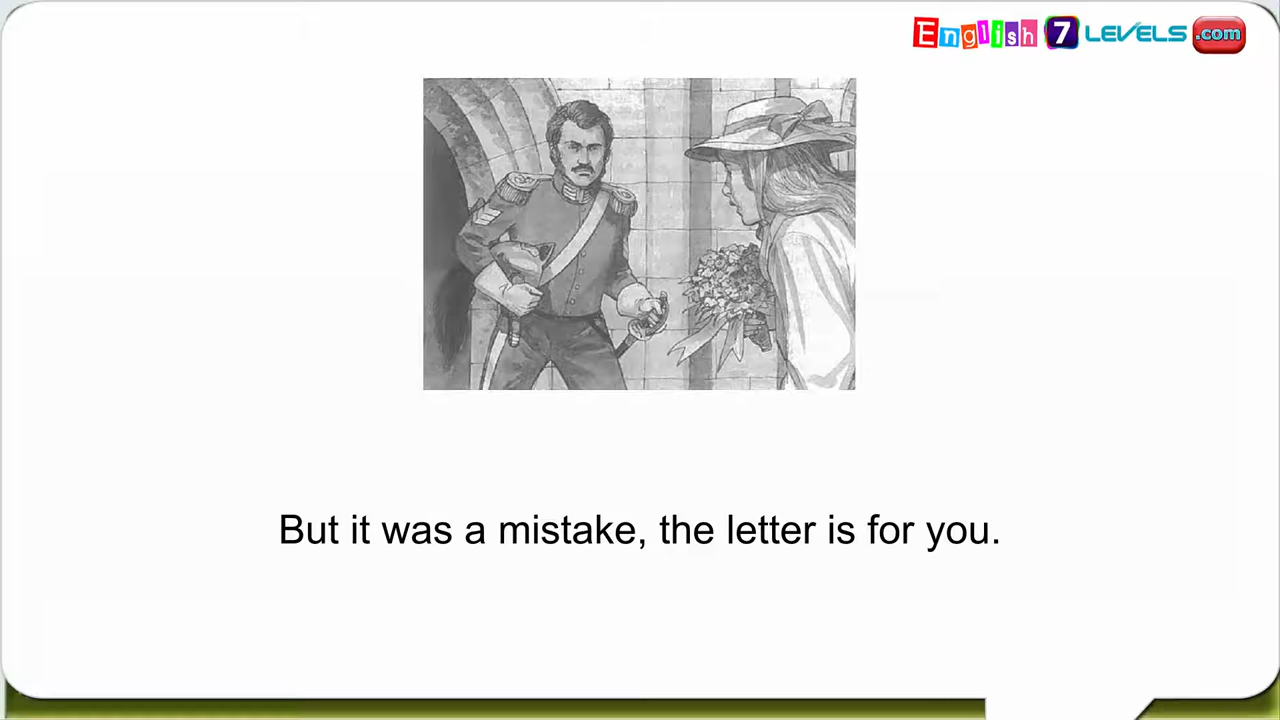 English 7 LEVELS .com
But it was a mistake, the letter is for you.